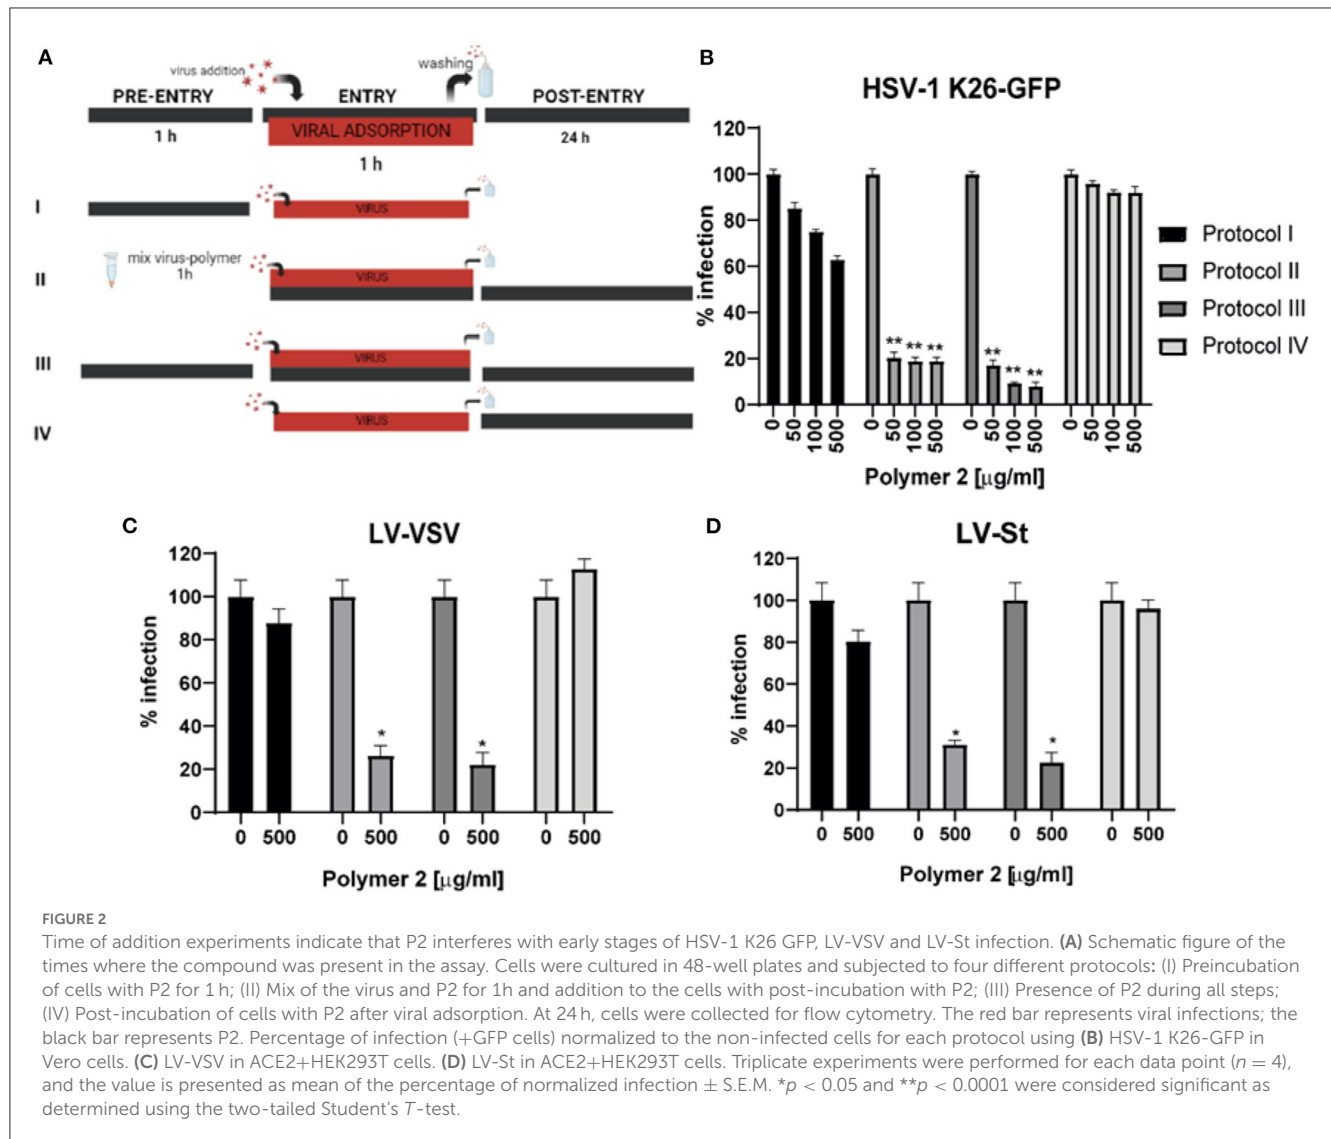 A
virus addition
washing
PRE-ENTRY
ENTRY
POST-ENTRY
VIRAL ADSORPTION
1 h
1 h
24 h
I
VIRUS
mix virus-polymer
1h
II
VIRUS
III
VIRUS
IV
VIRUS
B
HSV-1 K26-GFP
% infection
120
100
80
60
40
20
0
** ** **
** ** **
0 50 100 500 0 50 100 500 0 50 100 500 0 50 100 500
Polymer 2 [µg/ml]
Protocol I
Protocol II
Protocol III
Protocol IV
C
LV-VSV
% infection
120
100
80
60
40
20
0
* *
0 500 0 500 0 500 0 500
Polymer 2 [µg/ml]
D
LV-St
% infection
120
100
80
60
40
20
0
* *
0 500 0 500 0 500 0 500
Polymer 2 [µg/ml]
FIGURE 2
Time of addition experiments indicate that P2 interferes with early stages of HSV-1 K26 GFP, LV-VSV and LV-St infection. (A) Schematic figure of the
times where the compound was present in the assay. Cells were cultured in 48-well plates and subjected to four different protocols: (I) Preincubation
of cells with P2 for 1 h; (II) Mix of the virus and P2 for 1h and addition to the cells with post-incubation with P2; (III) Presence of P2 during all steps;
(IV) Post-incubation of cells with P2 after viral adsorption. At 24 h, cells were collected for flow cytometry. The red bar represents viral infections; the
black bar represents P2. Percentage of infection (+GFP cells) normalized to the non-infected cells for each protocol using (B) HSV-1 K26-GFP in
Vero cells. (C) LV-VSV in ACE2+HEK293T cells. (D) LV-St in ACE2+HEK293T cells. Triplicate experiments were performed for each data point (n = 4),
and the value is presented as mean of the percentage of normalized infection ± S.E.M. *p < 0.05 and **p < 0.0001 were considered significant as
determined using the two-tailed Student's T-test.